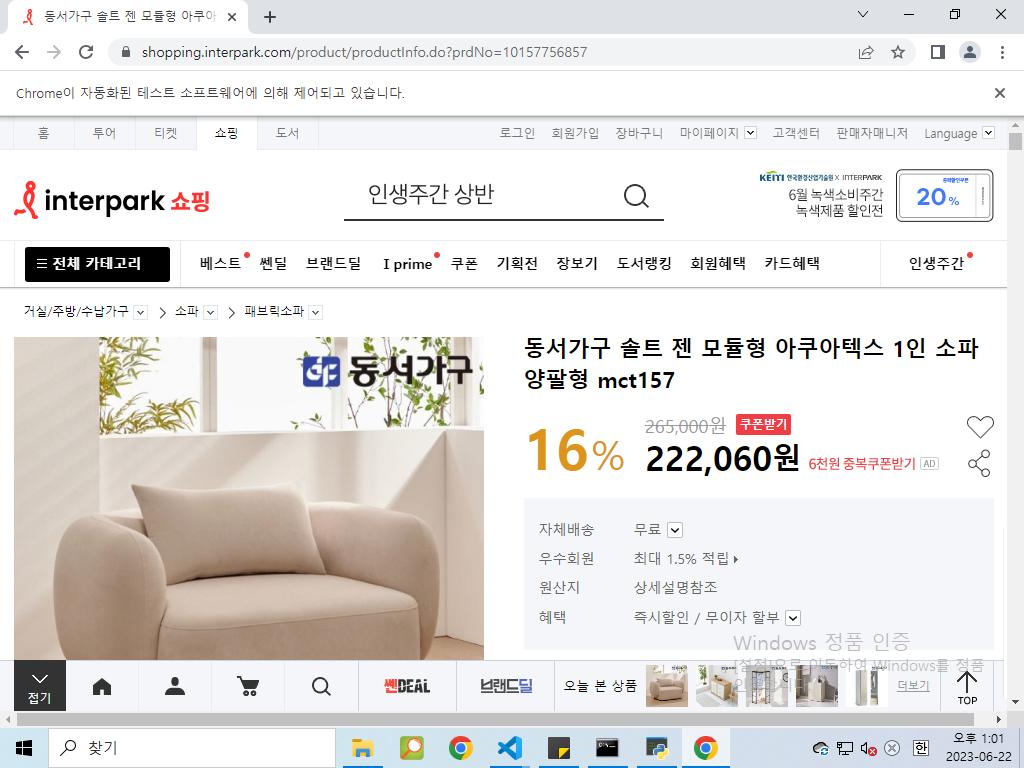 동서가구 솔트 젠 모듈형 아쿠아
shopping.interpark.com/product/productInfo.do?prdNo=10157756857
Chrome이 자동화된 테스트 소프트웨어에 의해 제어되고 있습니다.
홈 투어 티켓 쇼핑 도서 로그인 회원가입 장바구니 마이페이지 고객센터 판매자매니저 Language
interpark 쇼핑
인생주간 상반
KEITI 한국환경산업기술원 X INTERPARK
6월 녹색소비주간
녹색제품 할인전
중복할인쿠폰
20%
전체 카테고리 베스트 쎈딜 브랜드딜 I prime 쿠폰 기획전 장보기 도서랭킹 회원혜택 카드혜택 인생주간
거실/주방/수납가구 소파 패브릭소파
동서가구
동서가구 솔트 젠 모듈형 아쿠아텍스 1인 소파
양팔형 mct157
16%
265,000원 쿠폰받기
222,060원 6천원 중복쿠폰받기 AD
자체배송 무료
우수회원 최대 1.5% 적립
원산지 상세설명참조
혜택 즉시할인 / 무이자 할부
Windows 정품 인증
[설정]으로 이동하여 Windows를 정품
접기
쎈DEAL
브랜드딜
오늘 본 상품
더보기
TOP
찾기
한
오후 1:01
2023-06-22